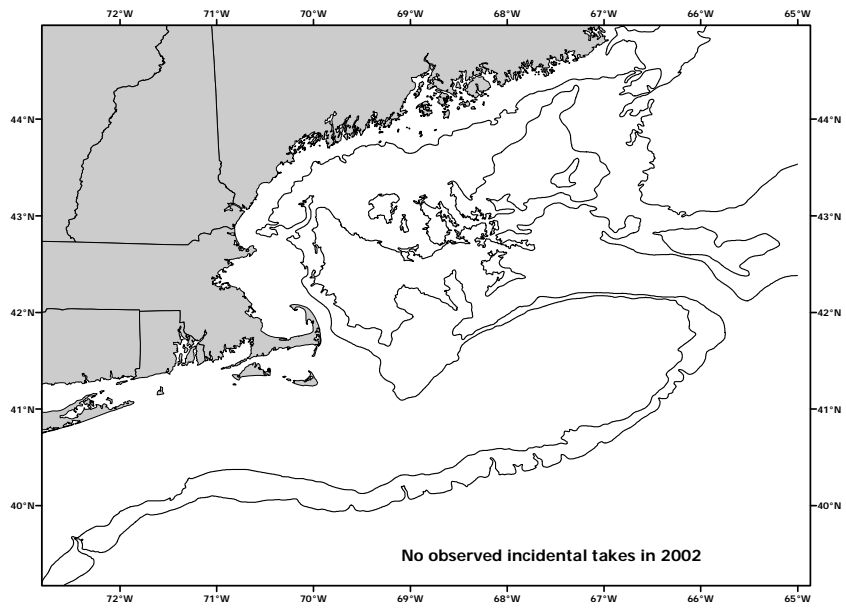 72°W 71°W 70°W 69°W 68°W 67°W 66°W 65°W
44°N 44°N
43°N 43°N
42°N 42°N
41°N 41°N
40°N 40°N
No observed incidental takes in 2002
72°W 71°W 70°W 69°W 68°W 67°W 66°W 65°W